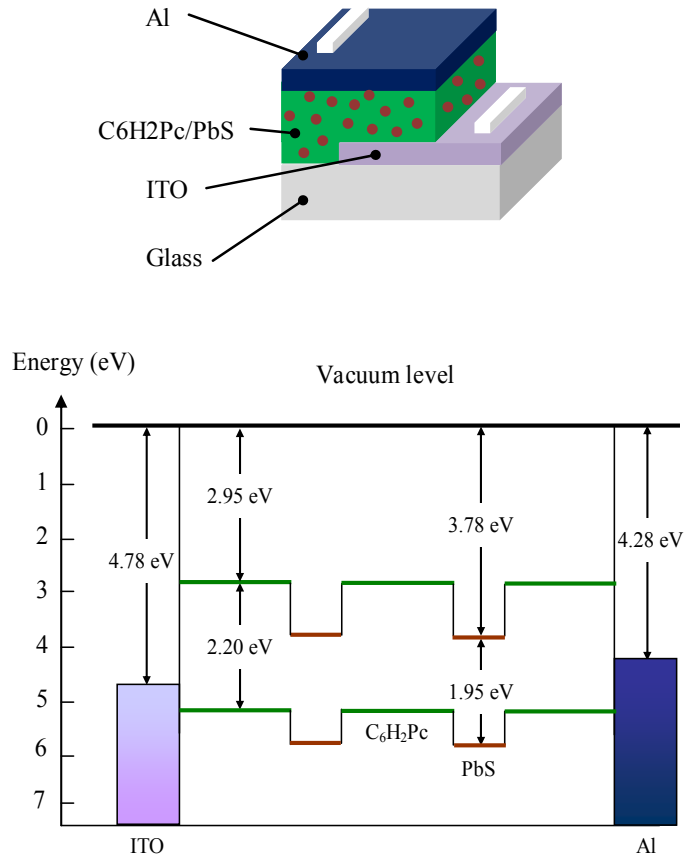 Al
C6H2Pc/PbS
ITO
Glass
Energy (eV)
Vacuum level
0
1
2
3
4
5
6
7
4.78 eV
2.95 eV
2.20 eV
3.78 eV
1.95 eV
4.28 eV
C₆H₂Pc
PbS
ITO
Al